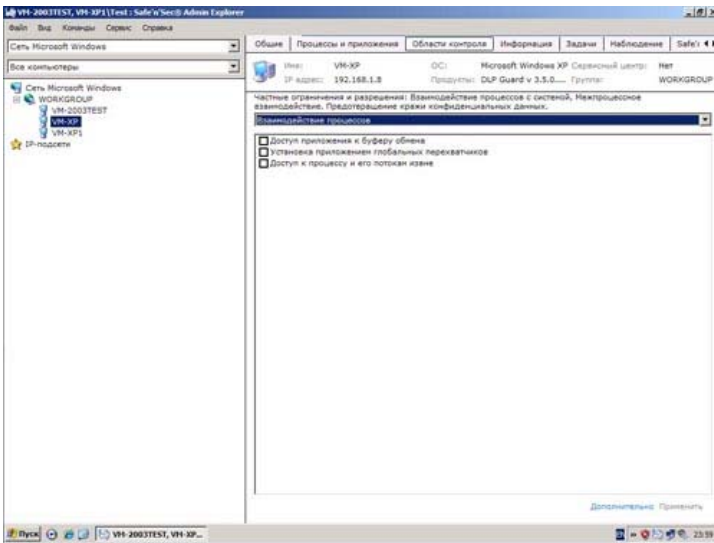 VM-2003TEST, VM-XP1\Test : Safe'n'Sec® Admin Explorer
Файл Вид Команды Сервис Справка
Сеть Microsoft Windows
Все компьютеры
Сеть Microsoft Windows
WORKGROUP
VM-2003TEST
VM-XP
VM-XP1
IP-подсети
Общие Процессы и приложения Области контроля Информация Задачи Наблюдение Safe'r
Имя: VM-XP ОС: Microsoft Windows XP Сервисный центр: Нет
IP адрес: 192.168.1.8 Продукты: DLP Guard v 3.5.0.... Группа: WORKGROUP
Частные ограничения и разрешения: Взаимодействие процессов с системой, Межпроцессное
взаимодействие. Предотвращение кражи конфиденциальных данных.
Взаимодействие процессов
Доступ приложения к буферу обмена
Установка приложением глобальных перехватчиков
Доступ к процессу и его потокам извне
Дополнительно Применить
Пуск VM-2003TEST, VM-XP... EN 23:59